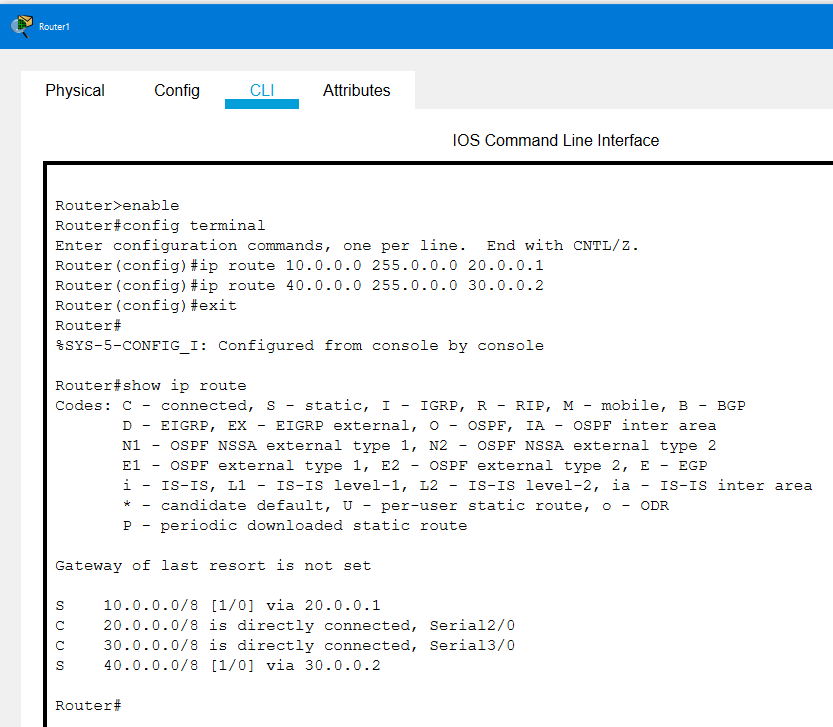 Router1
Physical Config CLI Attributes
IOS Command Line Interface
Router>enable
Router#config terminal
Enter configuration commands, one per line.  End with CNTL/Z.
Router(config)#ip route 10.0.0.0 255.0.0.0 20.0.0.1
Router(config)#ip route 40.0.0.0 255.0.0.0 30.0.0.2
Router(config)#exit
Router#
%SYS-5-CONFIG_I: Configured from console by console
Router#show ip route
Codes: C - connected, S - static, I - IGRP, R - RIP, M - mobile, B - BGP
       D - EIGRP, EX - EIGRP external, O - OSPF, IA - OSPF inter area
       N1 - OSPF NSSA external type 1, N2 - OSPF NSSA external type 2
       E1 - OSPF external type 1, E2 - OSPF external type 2, E - EGP
       i - IS-IS, L1 - IS-IS level-1, L2 - IS-IS level-2, ia - IS-IS inter area
       * - candidate default, U - per-user static route, o - ODR
       P - periodic downloaded static route
Gateway of last resort is not set
S    10.0.0.0/8 [1/0] via 20.0.0.1
C    20.0.0.0/8 is directly connected, Serial2/0
C    30.0.0.0/8 is directly connected, Serial3/0
S    40.0.0.0/8 [1/0] via 30.0.0.2
Router#